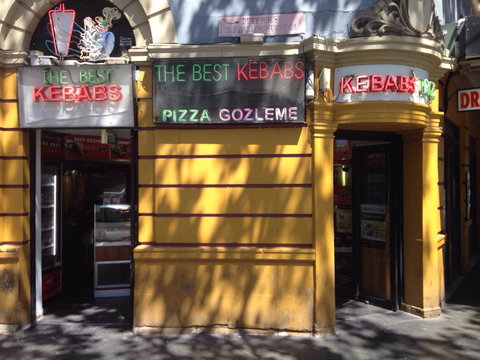 THE BEST
KEBABS
THE BEST KEBABS
PIZZA GOZLEME
KEBABS
DR